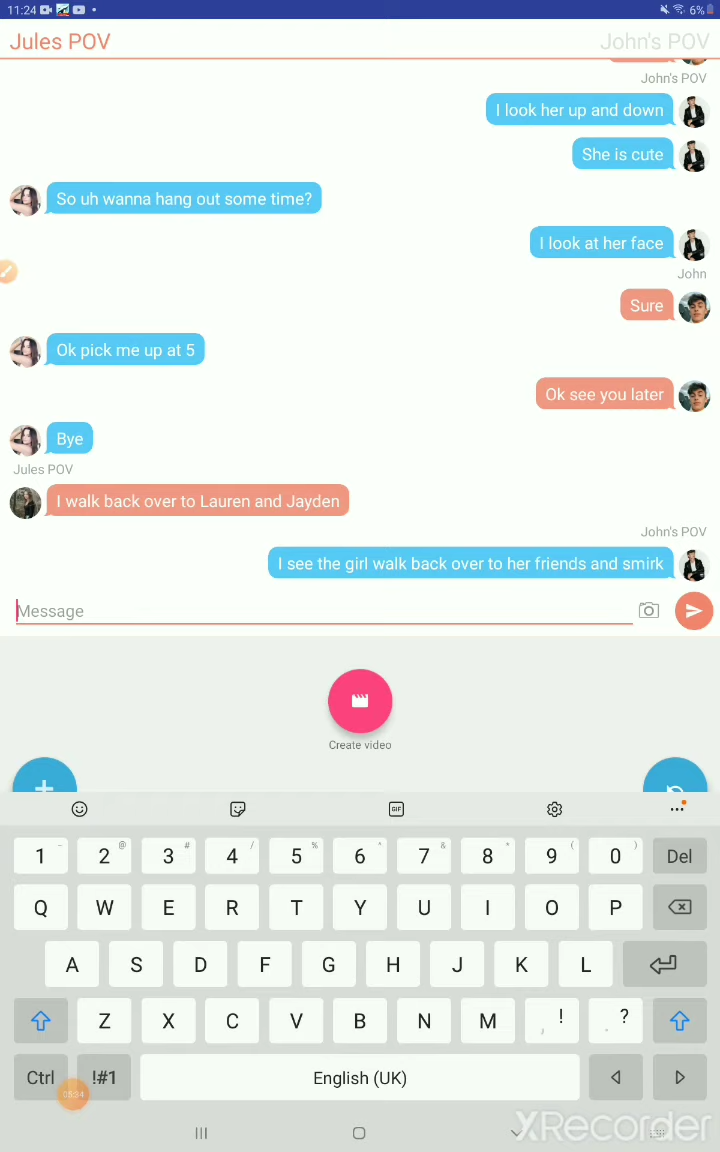 11:24
6%
Jules POV
John's POV
John's POV
I look her up and down
She is cute
So uh wanna hang out some time?
I look at her face
John
Sure
Ok pick me up at 5
Ok see you later
Bye
Jules POV
I walk back over to Lauren and Jayden
John's POV
I see the girl walk back over to her friends and smirk
Message
Create video
GIF
1 2 3 4 5 6 7 8 9 0 Del
Q W E R T Y U I O P
A S D F G H J K L
Z X C V B N M , ! . ?
Ctrl !#1 English (UK)
05:34
XRecorder